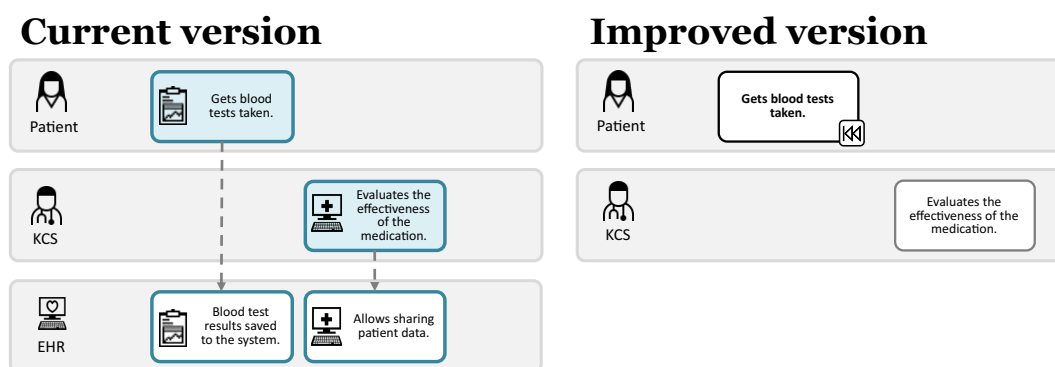 Current version
Patient
Gets blood
tests taken.
KCS
Evaluates the
effectiveness
of the
medication.
EHR
Blood test
results saved
to the system.
Allows sharing
patient data.
Improved version
Patient
Gets blood tests
taken.
KCS
Evaluates the
effectiveness of the
medication.